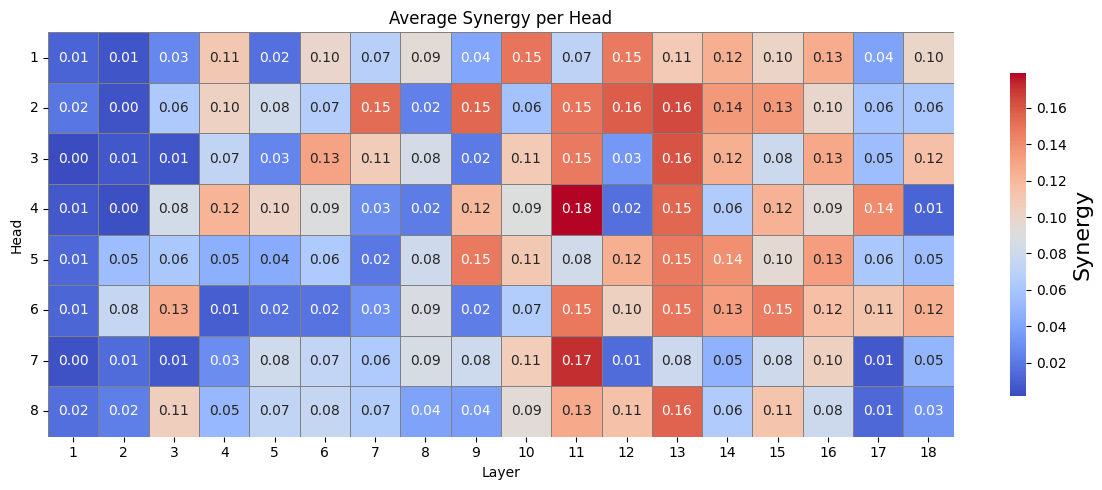 Average Synergy per Head
1 0.01 0.01 0.03 0.11 0.02 0.10 0.07 0.09 0.04 0.15 0.07 0.15 0.11 0.12 0.10 0.13 0.04 0.10
2 0.02 0.00 0.06 0.10 0.08 0.07 0.15 0.02 0.15 0.06 0.15 0.16 0.16 0.14 0.13 0.10 0.06 0.06
3 0.00 0.01 0.01 0.07 0.03 0.13 0.11 0.08 0.02 0.11 0.15 0.03 0.16 0.12 0.08 0.13 0.05 0.12
4 0.01 0.00 0.08 0.12 0.10 0.09 0.03 0.02 0.12 0.09 0.18 0.02 0.15 0.06 0.12 0.09 0.14 0.01
5 0.01 0.05 0.06 0.05 0.04 0.06 0.02 0.08 0.15 0.11 0.08 0.12 0.15 0.14 0.10 0.13 0.06 0.05
6 0.01 0.08 0.13 0.01 0.02 0.02 0.03 0.09 0.02 0.07 0.15 0.10 0.15 0.13 0.15 0.12 0.11 0.12
7 0.00 0.01 0.01 0.03 0.08 0.07 0.06 0.09 0.08 0.11 0.17 0.01 0.08 0.05 0.08 0.10 0.01 0.05
8 0.02 0.02 0.11 0.05 0.07 0.08 0.07 0.04 0.04 0.09 0.13 0.11 0.16 0.06 0.11 0.08 0.01 0.03
1 2 3 4 5 6 7 8 9 10 11 12 13 14 15 16 17 18
Layer
Head
0.16
0.14
0.12
0.10
0.08
0.06
0.04
0.02
Synergy